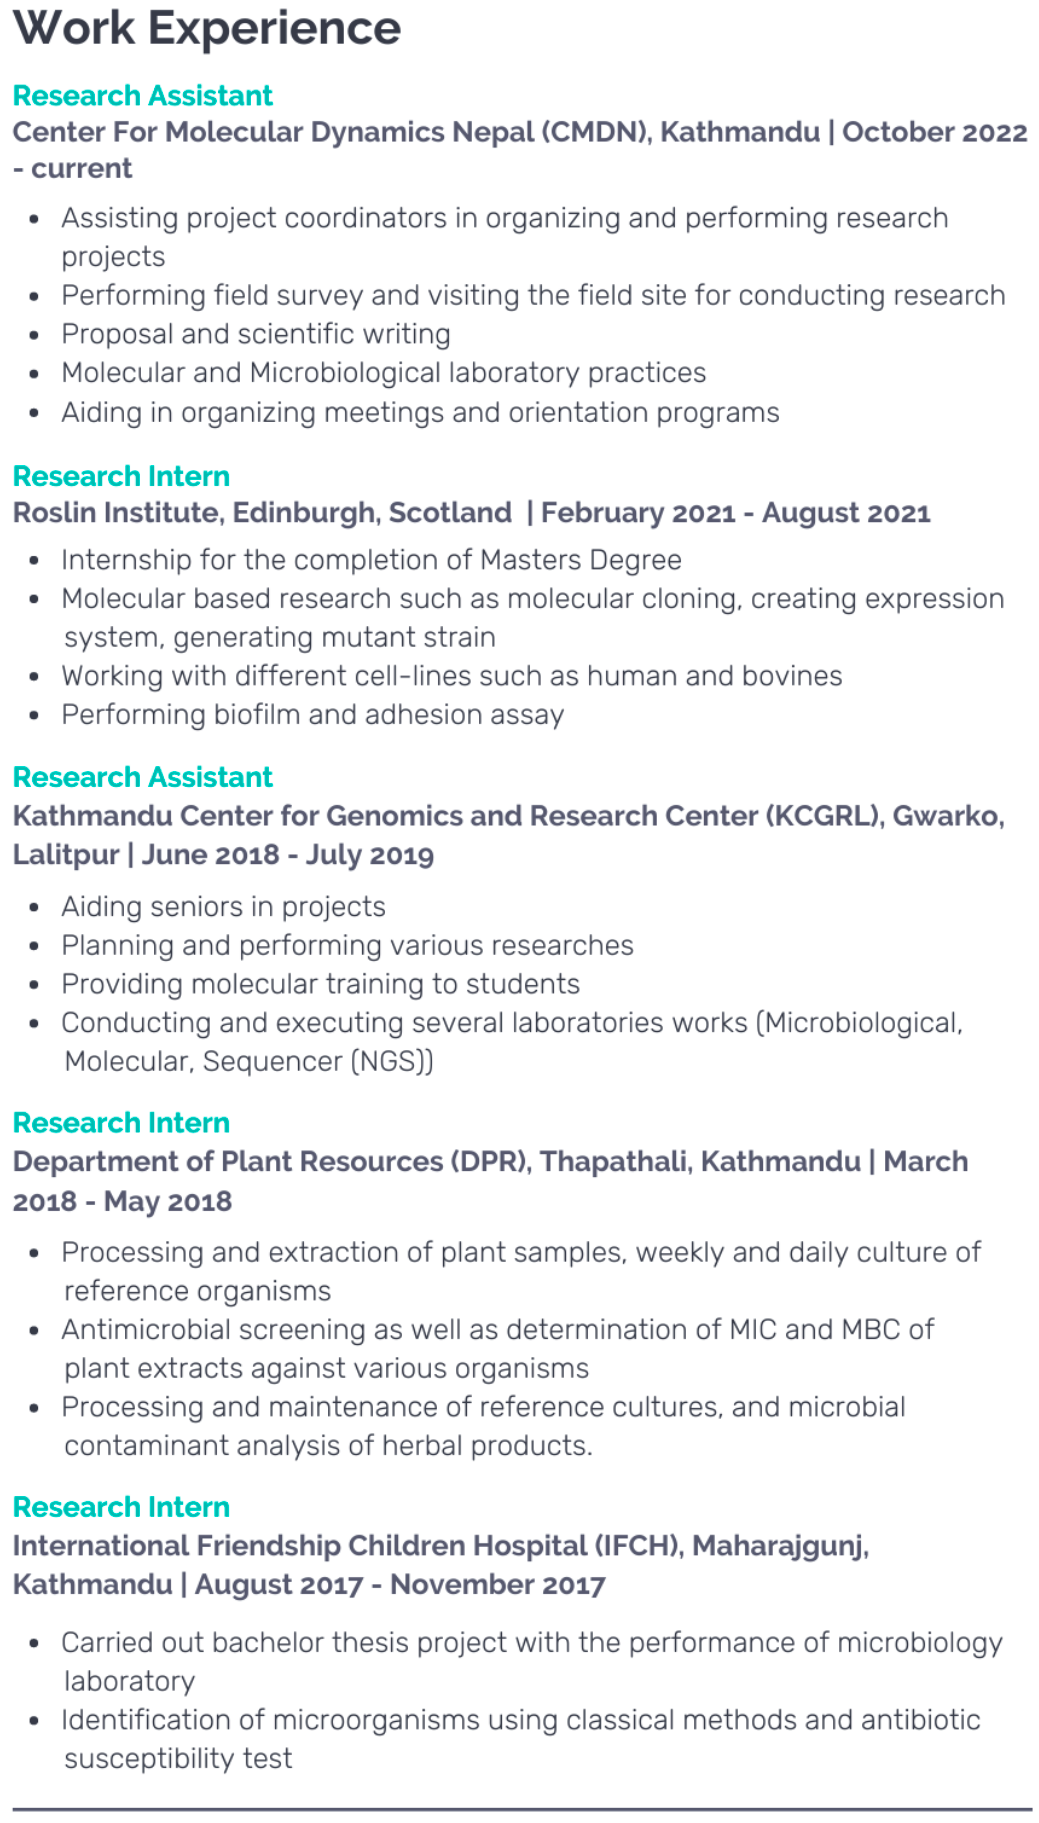 Work Experience
Research Assistant
Center For Molecular Dynamics Nepal (CMDN), Kathmandu | October 2022
- current
• Assisting project coordinators in organizing and performing research
projects
• Performing field survey and visiting the field site for conducting research
• Proposal and scientific writing
• Molecular and Microbiological laboratory practices
• Aiding in organizing meetings and orientation programs
Research Intern
Roslin Institute, Edinburgh, Scotland | February 2021 - August 2021
• Internship for the completion of Masters Degree
• Molecular based research such as molecular cloning, creating expression
system, generating mutant strain
• Working with different cell-lines such as human and bovines
• Performing biofilm and adhesion assay
Research Assistant
Kathmandu Center for Genomics and Research Center (KCGRL), Gwarko,
Lalitpur | June 2018 - July 2019
• Aiding seniors in projects
• Planning and performing various researches
• Providing molecular training to students
• Conducting and executing several laboratories works (Microbiological,
Molecular, Sequencer (NGS))
Research Intern
Department of Plant Resources (DPR), Thapathali, Kathmandu | March
2018 - May 2018
• Processing and extraction of plant samples, weekly and daily culture of
reference organisms
• Antimicrobial screening as well as determination of MIC and MBC of
plant extracts against various organisms
• Processing and maintenance of reference cultures, and microbial
contaminant analysis of herbal products.
Research Intern
International Friendship Children Hospital (IFCH), Maharajgunj,
Kathmandu | August 2017 - November 2017
• Carried out bachelor thesis project with the performance of microbiology
laboratory
• Identification of microorganisms using classical methods and antibiotic
susceptibility test